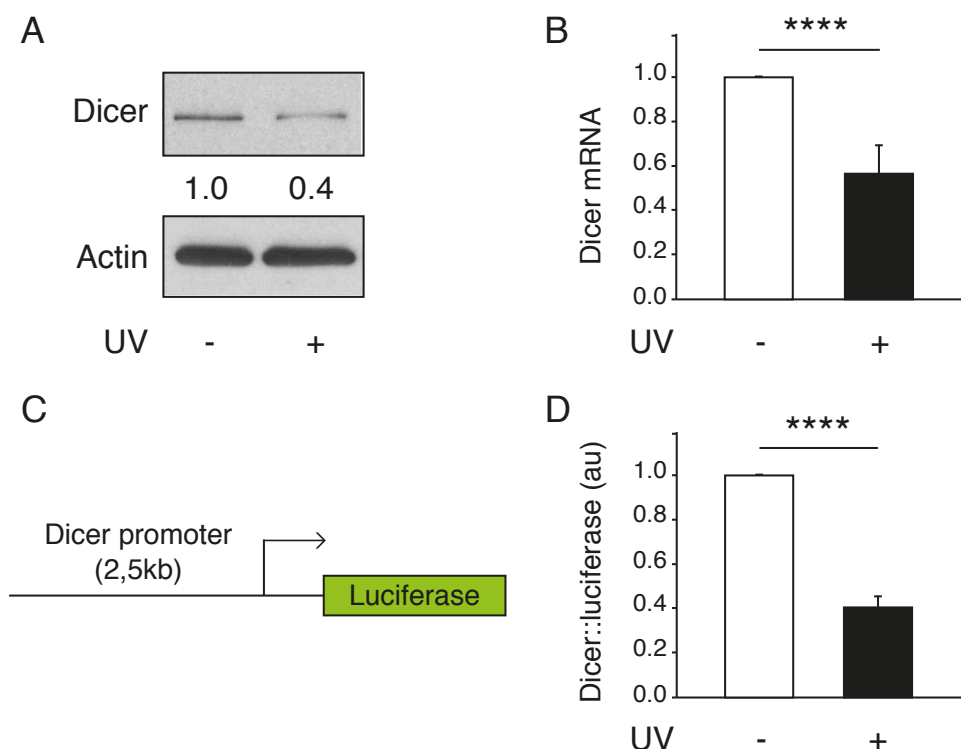 A
Dicer
1.0 0.4
Actin
UV - +
B
****
Dicer mRNA
1.0
0.8
0.6
0.4
0.2
0.0
UV - +
C
Dicer promoter
(2,5kb)
Luciferase
D
****
Dicer::luciferase (au)
1.0
0.8
0.6
0.4
0.2
0.0
UV - +